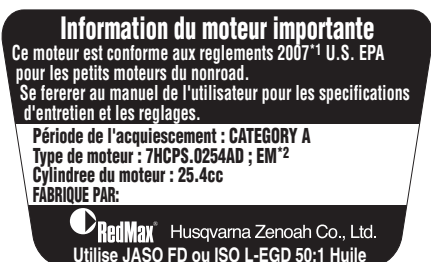 Information du moteur importante
Ce moteur est conforme aux reglements 2007*1 U.S. EPA
pour les petits moteurs du nonroad.
Se fererer au manuel de l'utilisateur pour les specifications
d'entretien et les reglages.
Période de l'acquiescement : CATEGORY A
Type de moteur : 7HCPS.0254AD ; EM*2
Cylindree du moteur : 25.4cc
FABRIQUE PAR:
RedMax® Husqvarna Zenoah Co., Ltd.
Utilise JASO FD ou ISO L-EGD 50:1 Huile